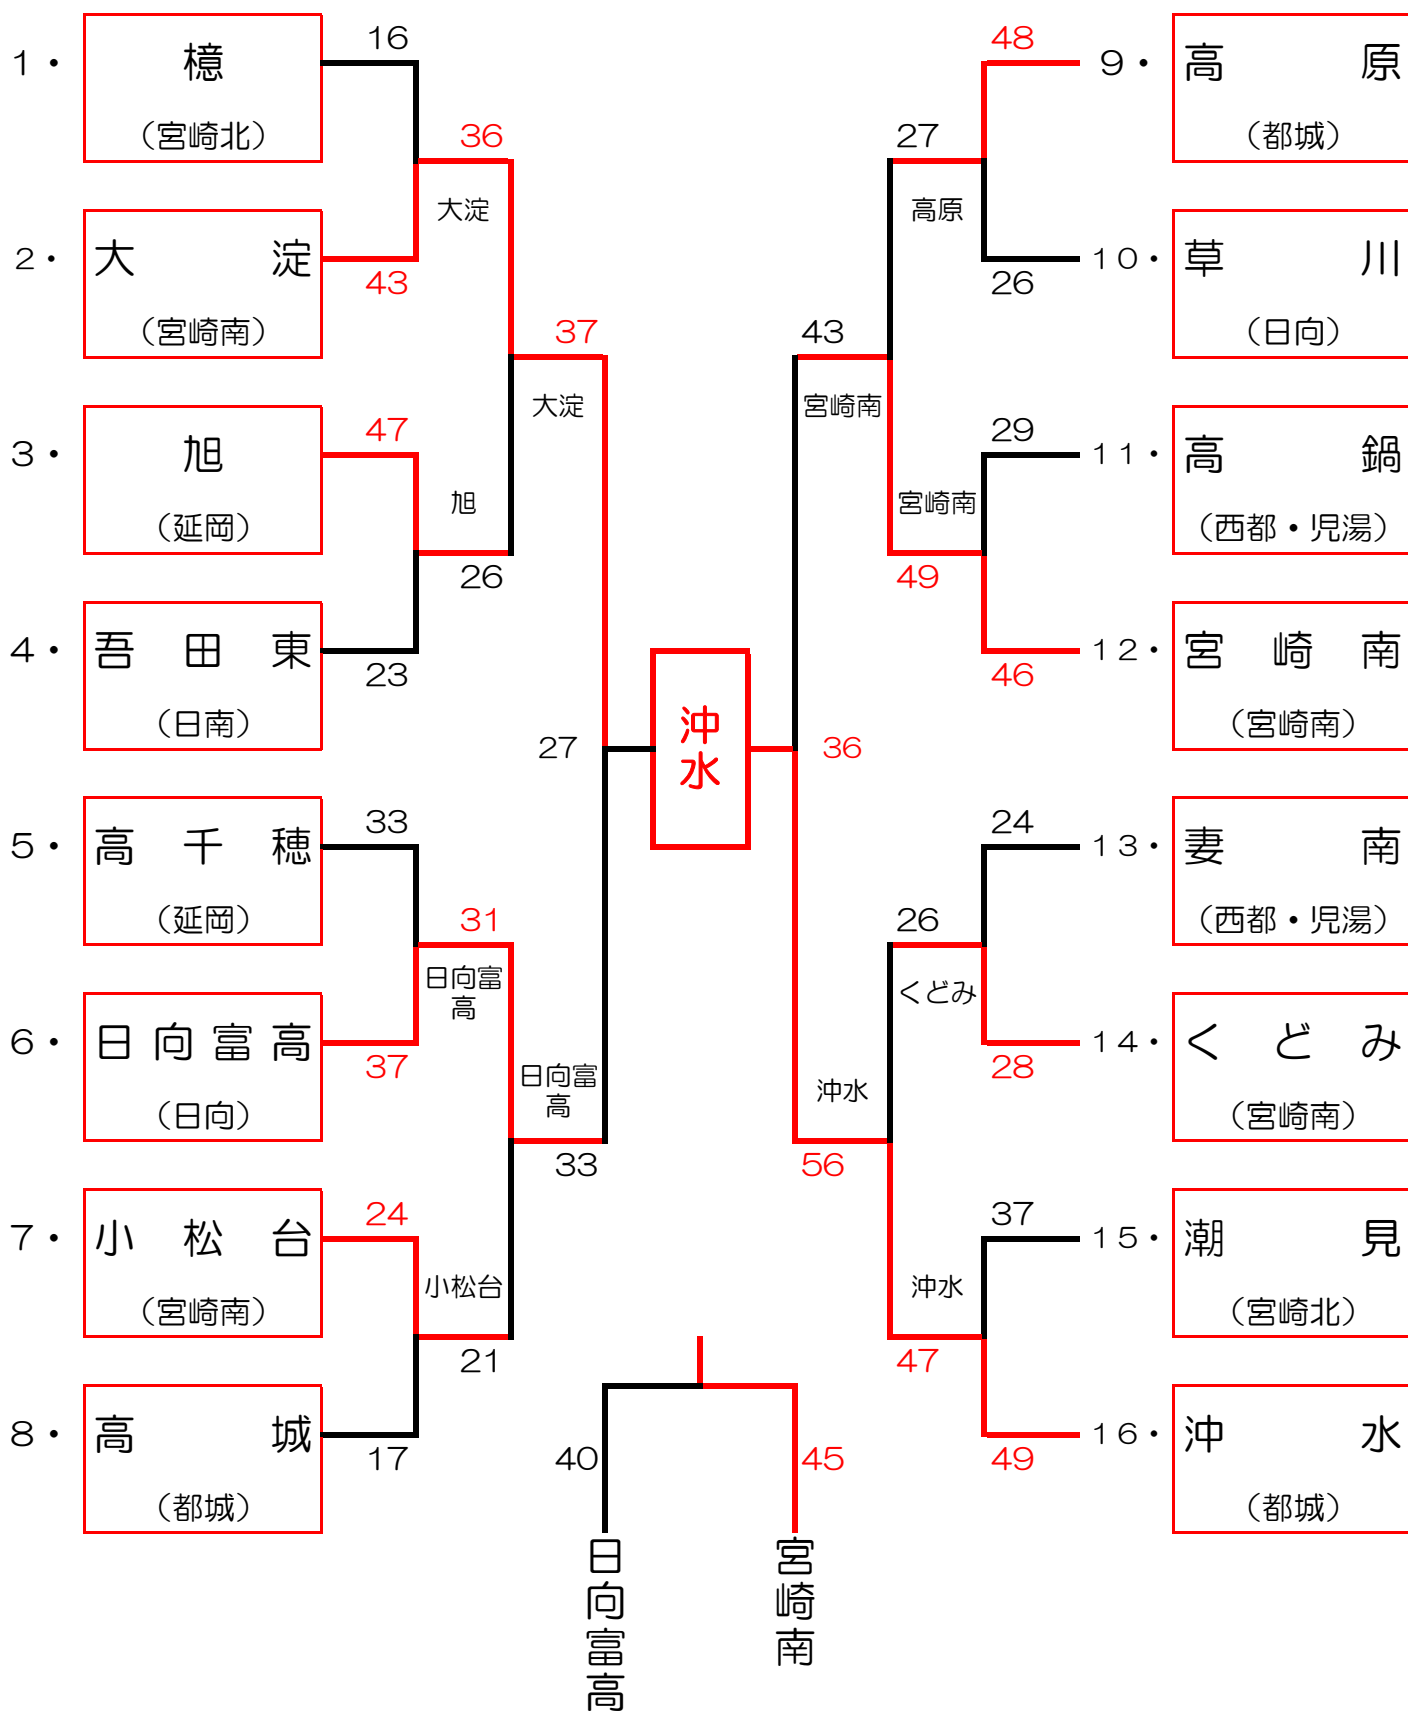 1・
檍
(宮崎北)
16
36
大淀
2・
大淀
(宮崎南)
43
37
大淀
3・
旭
(延岡)
47
旭
26
4・
吾田東
(日南)
23
27
5・
高千穂
(延岡)
33
31
日向富
高
6・
日向富高
(日向)
37
日向富
高
33
7・
小松台
(宮崎南)
24
小松台
21
8・
高城
(都城)
17
沖水
48
9・
高原
(都城)
27
高原
10・
草川
(日向)
26
43
宮崎南
29
11・
高鍋
(西都・児湯)
宮崎南
49
12・
宮崎南
(宮崎南)
46
36
24
13・
妻南
(西都・児湯)
26
くどみ
14・
くどみ
(宮崎南)
28
沖水
56
37
15・
潮見
(宮崎北)
沖水
47
16・
沖水
(都城)
49
40
45
日向富高
宮崎南